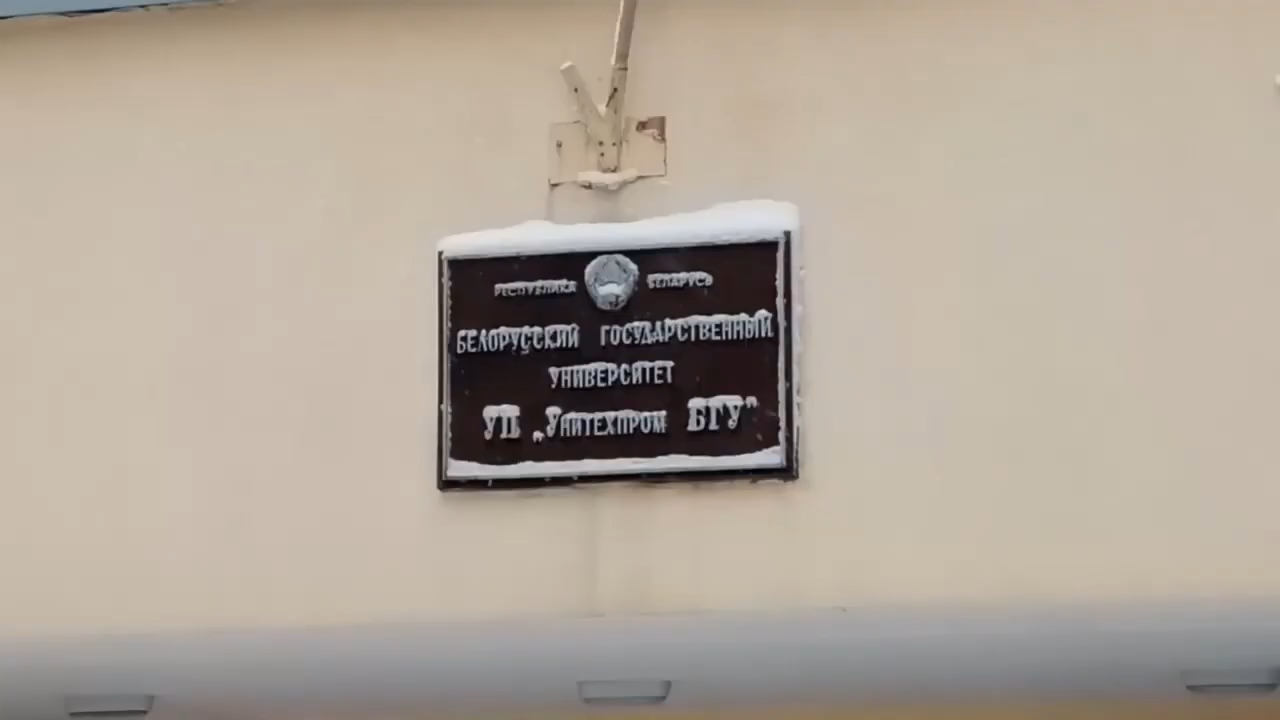 РЕСПУБЛИКА БЕЛАРУСЬ
БЕЛОРУССКИЙ ГОСУДАРСТВЕННЫЙ
УНИВЕРСИТЕТ
УП „Унитехпром БГУ"